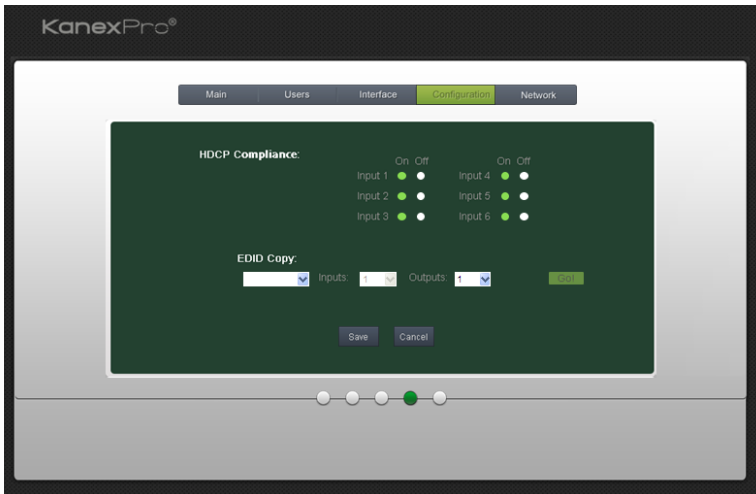 KanexPro®
Main Users Interface Configuration Network
HDCP Compliance:
On Off On Off
Input 1 Input 4
Input 2 Input 5
Input 3 Input 6
EDID Copy:
Inputs: 1 Outputs: 1 Go!
Save Cancel